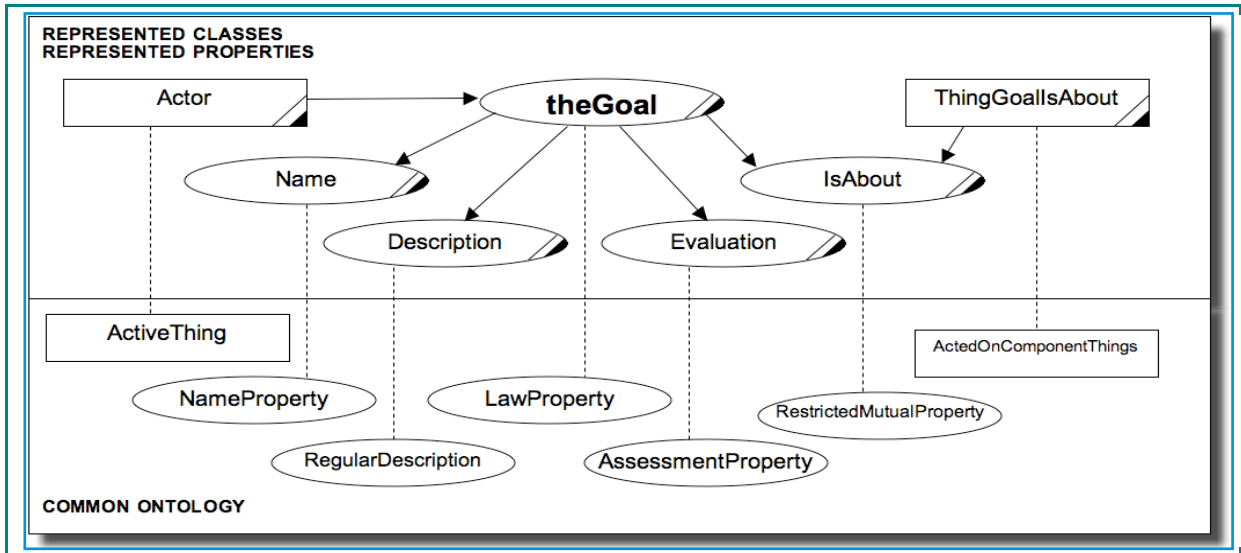 REPRESENTED CLASSES
REPRESENTED PROPERTIES
Actor
theGoal
ThingGoalIsAbout
Name
IsAbout
Description
Evaluation
ActiveThing
ActedOnComponentThings
NameProperty
LawProperty
RestrictedMutualProperty
RegularDescription
AssessmentProperty
COMMON ONTOLOGY